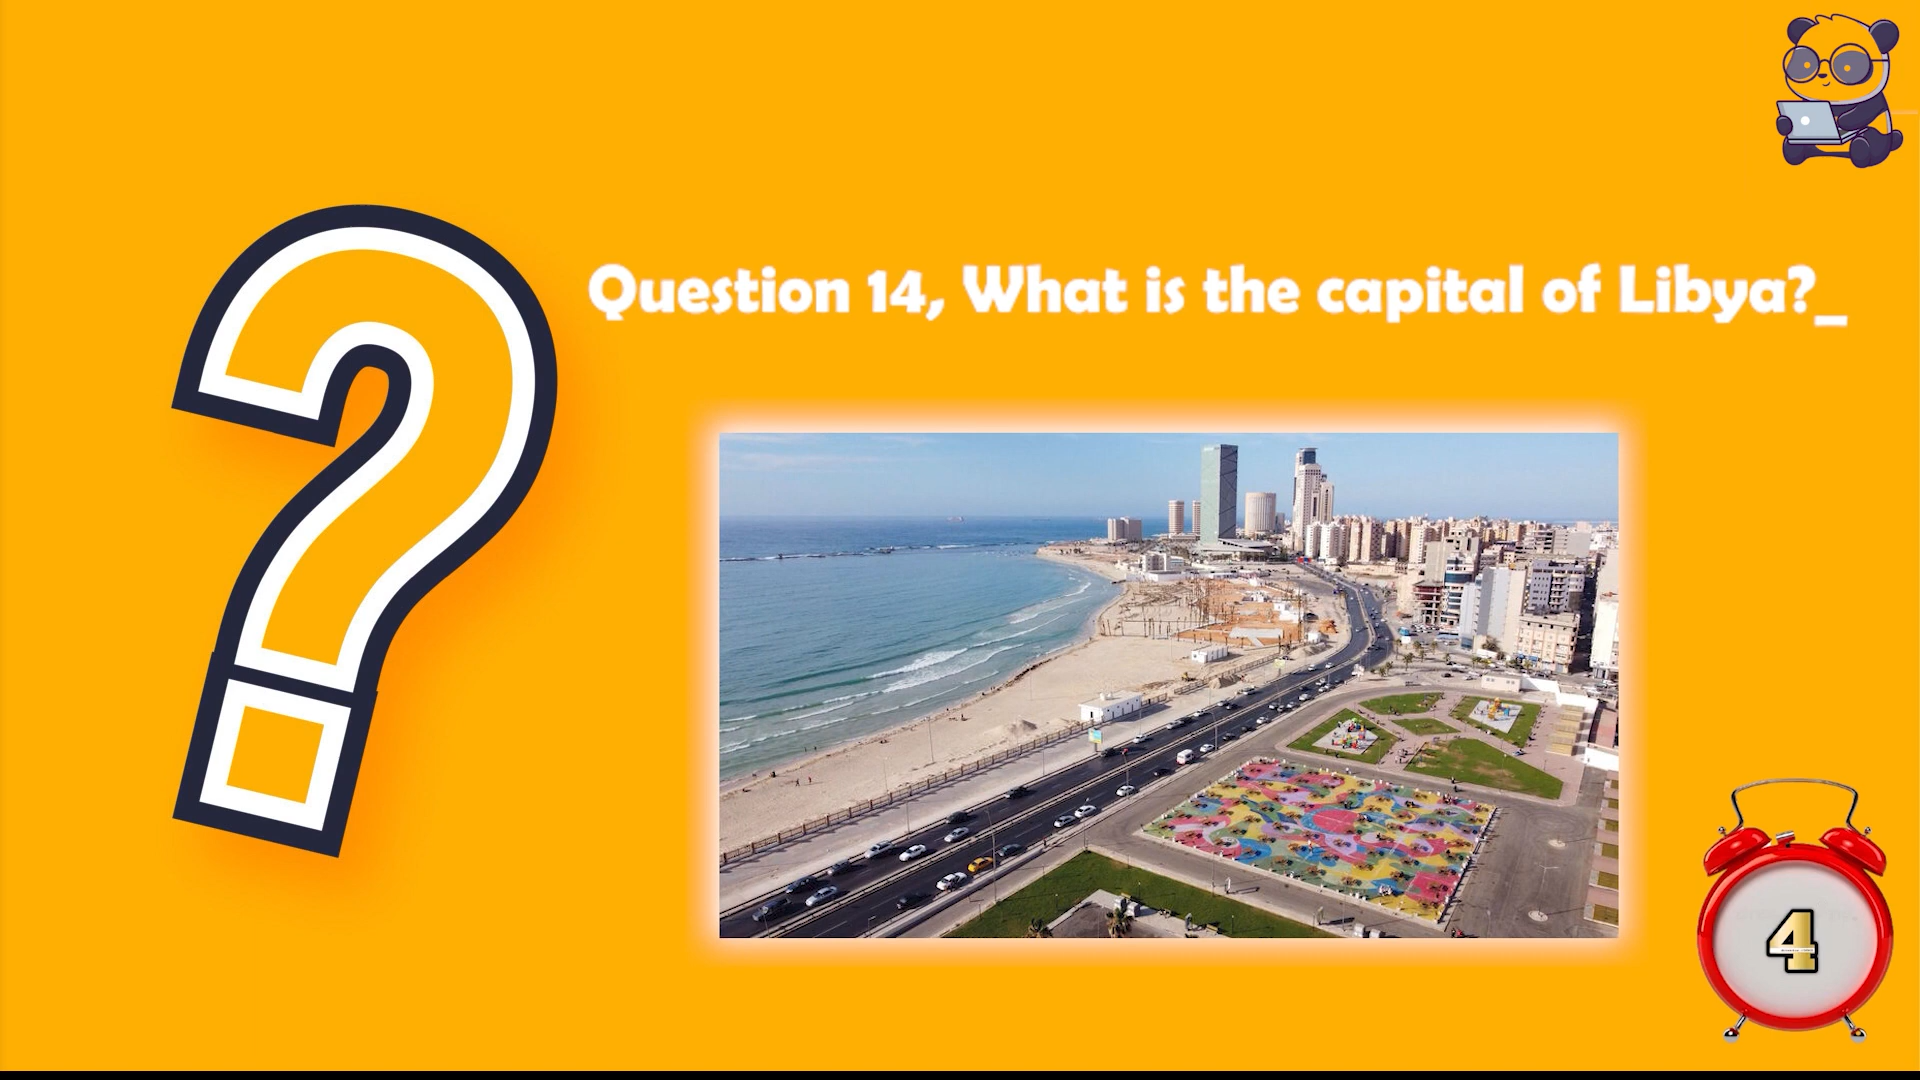 Question 14, What is the capital of Libya?_
4